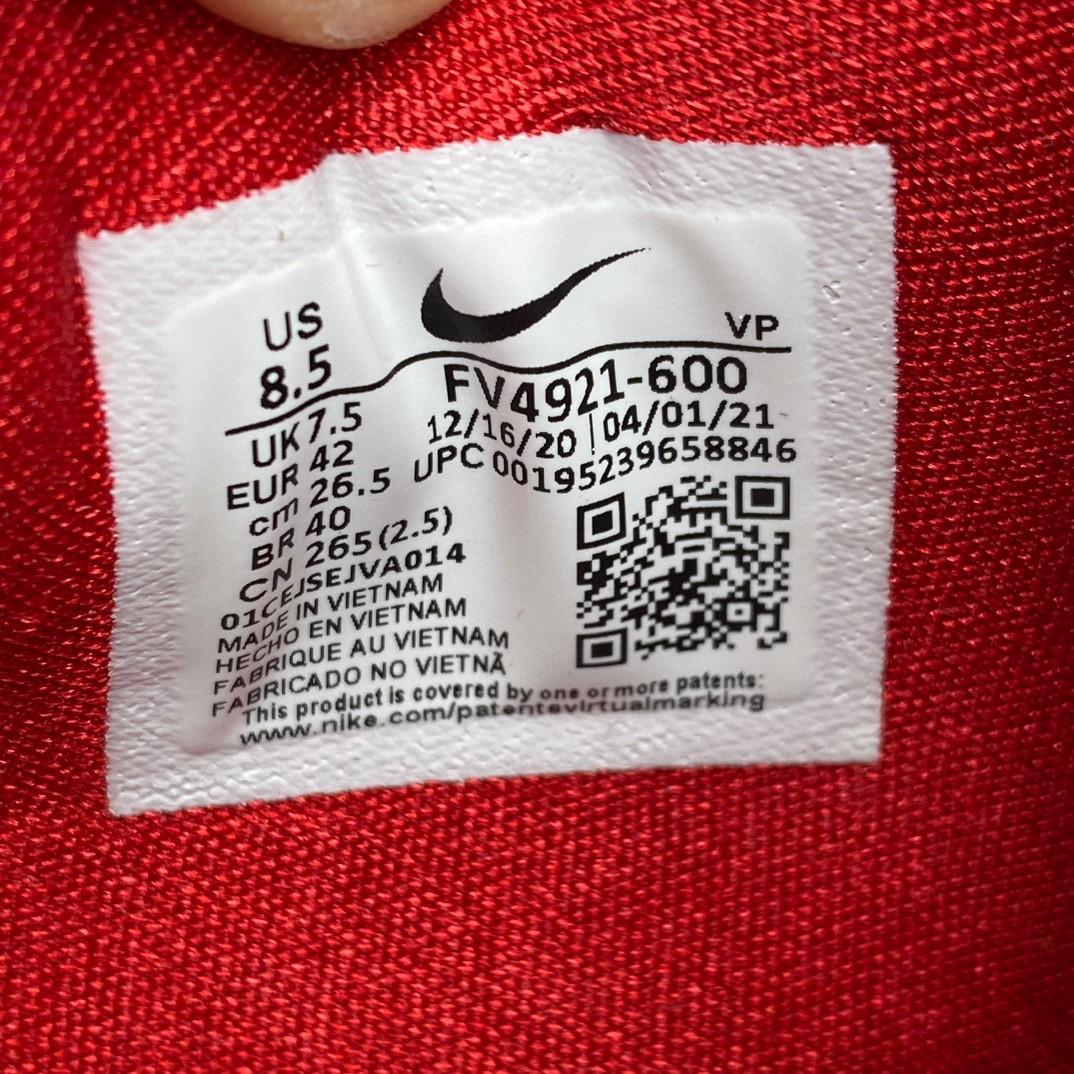 US
8.5
VP
UK 7.5
EUR 42
cm 26.5
BR 40
CN 265 (2.5)
FV4921-600
12/16/20 | 04/01/21
UPC 00195239658846
01CEJSEJVA014
MADE IN VIETNAM
HECHO EN VIETNAM
FABRIQUE AU VIETNAM
FABRICADO NO VIETNÃ
This product is covered by one or more patents:
www.nike.com/patentsvirtualmarking